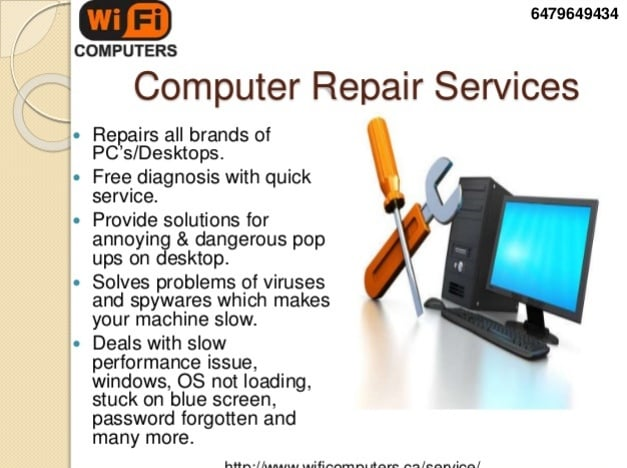 Wi Fi
COMPUTERS
6479649434
Computer Repair Services
Repairs all brands of
PC's/Desktops.
Free diagnosis with quick
service.
Provide solutions for
annoying & dangerous pop
ups on desktop.
Solves problems of viruses
and spywares which makes
your machine slow.
Deals with slow
performance issue,
windows, OS not loading,
stuck on blue screen,
password forgotten and
many more.
http://www.wificomputers.ca/service/